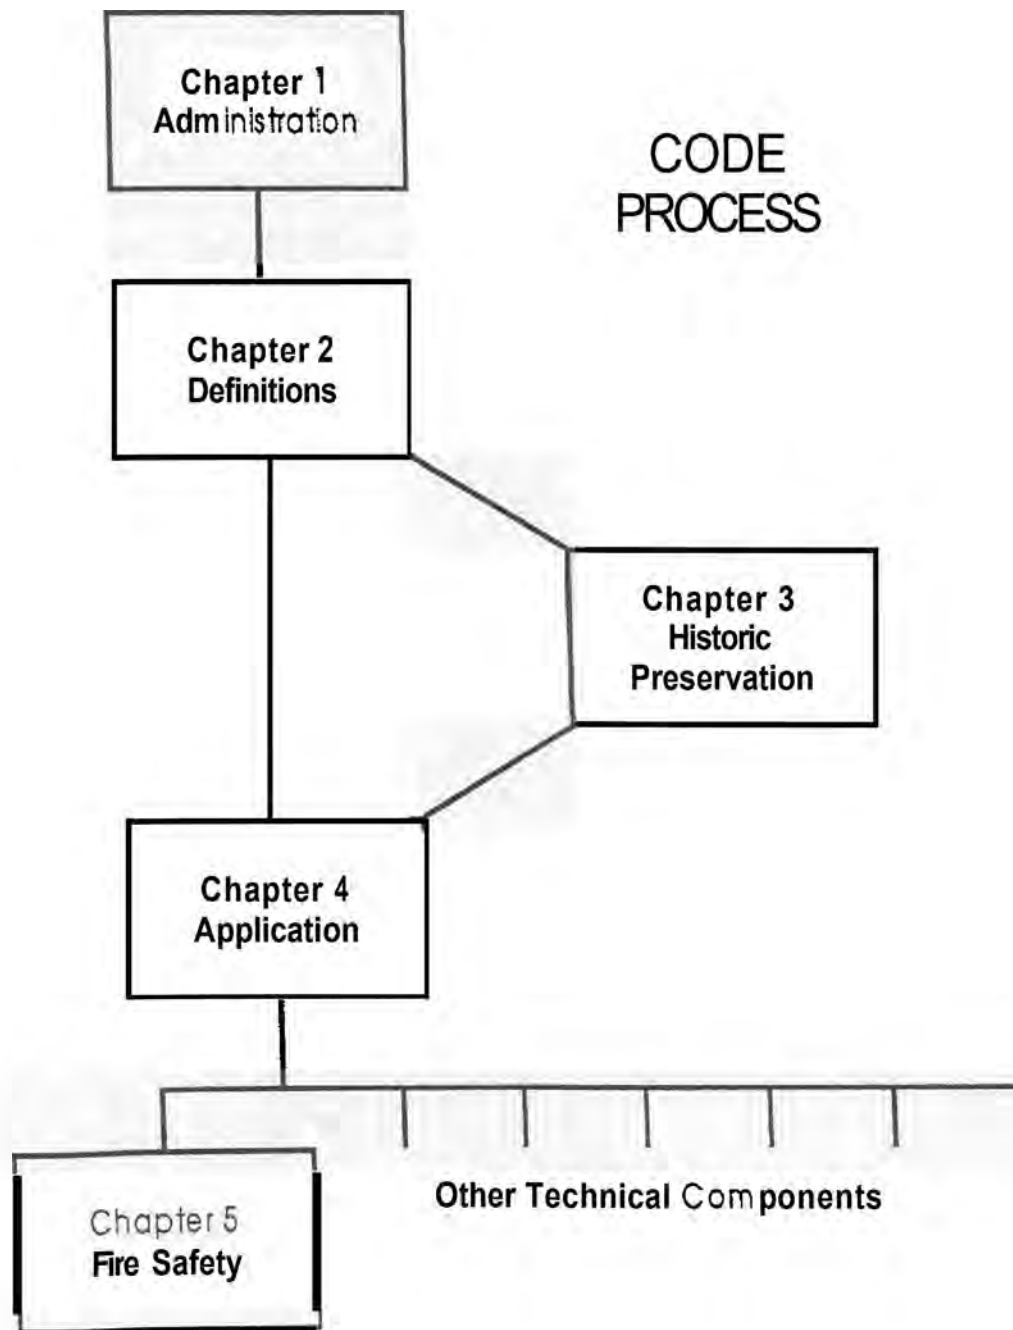 Chapter 1
Administration
CODE
PROCESS
Chapter 2
Definitions
Chapter 3
Historic
Preservation
Chapter 4
Application
Other Technical Components
Chapter 5
Fire Safety